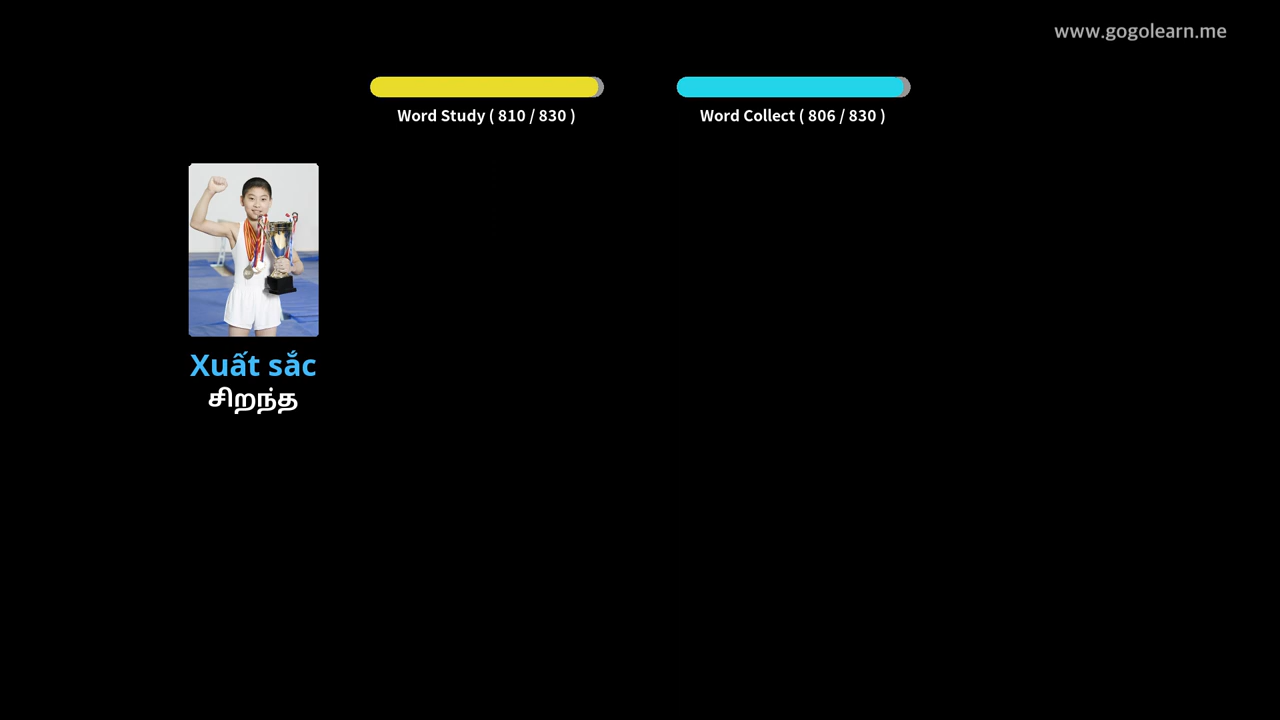 www.gogolearn.me
Word Study ( 810 / 830 )
Word Collect ( 806 / 830 )
Xuất sắc
சிறந்த